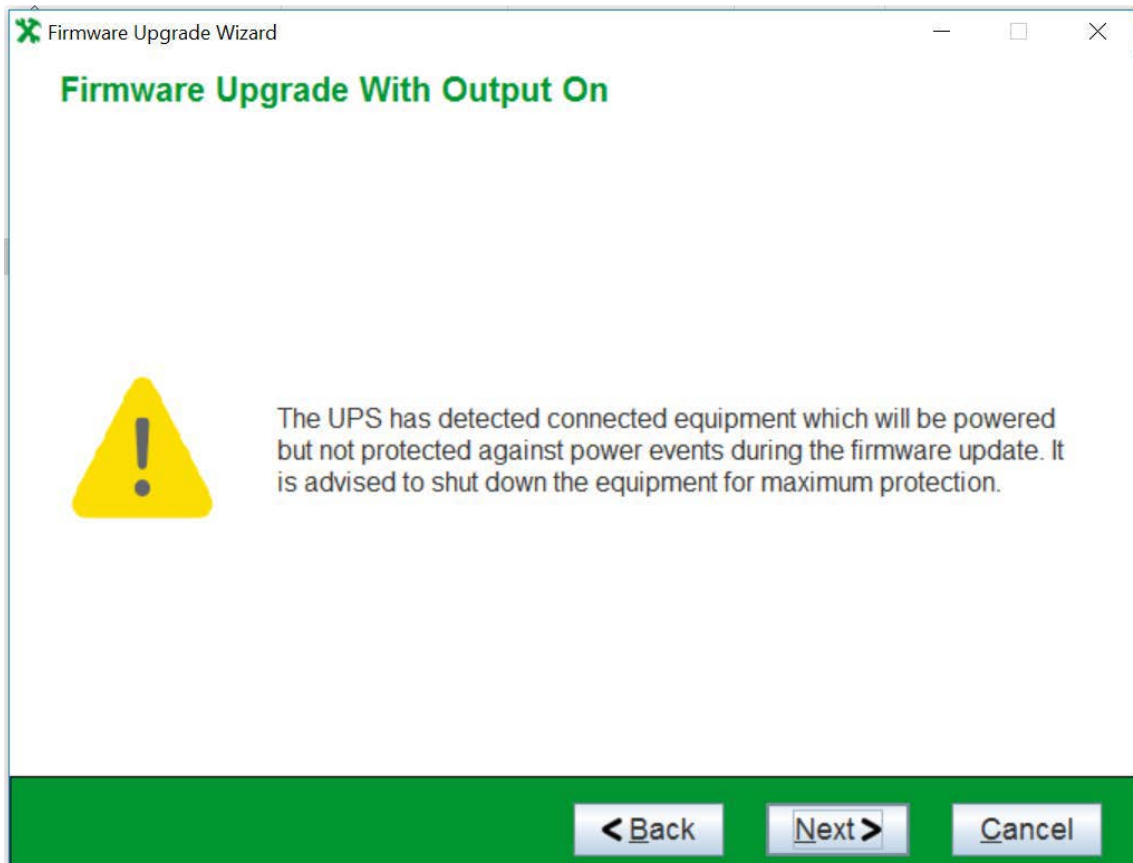 Firmware Upgrade Wizard
Firmware Upgrade With Output On
The UPS has detected connected equipment which will be powered
but not protected against power events during the firmware update. It
is advised to shut down the equipment for maximum protection.
< Back
Next >
Cancel